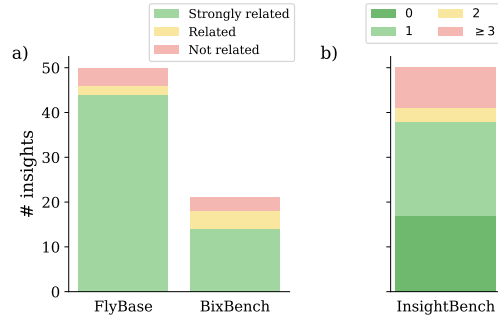 Strongly related
Related
Not related
0
1
2
≥ 3
a)
b)
50
40
30
20
10
0
# insights
FlyBase
BixBench
InsightBench